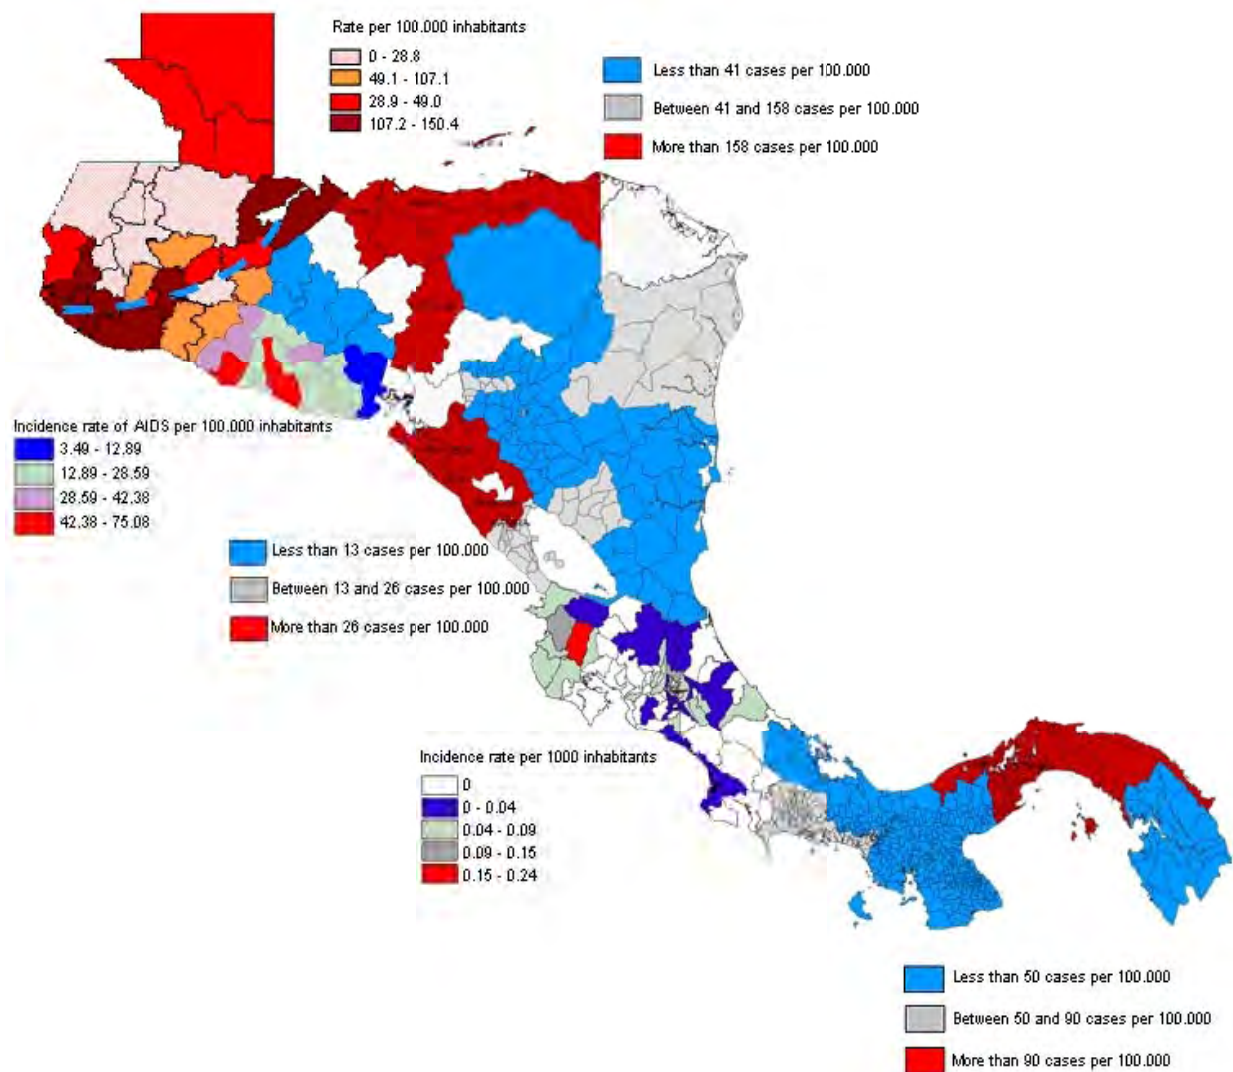 Rate per 100.000 inhabitants
0 - 28.8
49.1 - 107.1
28.9 - 49.0
107.2 - 150.4
Less than 41 cases per 100.000
Between 41 and 158 cases per 100.000
More than 158 cases per 100.000
Incidence rate of AIDS per 100.000 inhabitants
3.49 - 12.89
12.89 - 28.59
28.59 - 42.38
42.38 - 75.08
Less than 13 cases per 100.000
Between 13 and 26 cases per 100.000
More than 26 cases per 100.000
Incidence rate per 1000 inhabitants
0
0 - 0.04
0.04 - 0.09
0.09 - 0.15
0.15 - 0.24
Less than 50 cases per 100.000
Between 50 and 90 cases per 100.000
More than 90 cases per 100.000